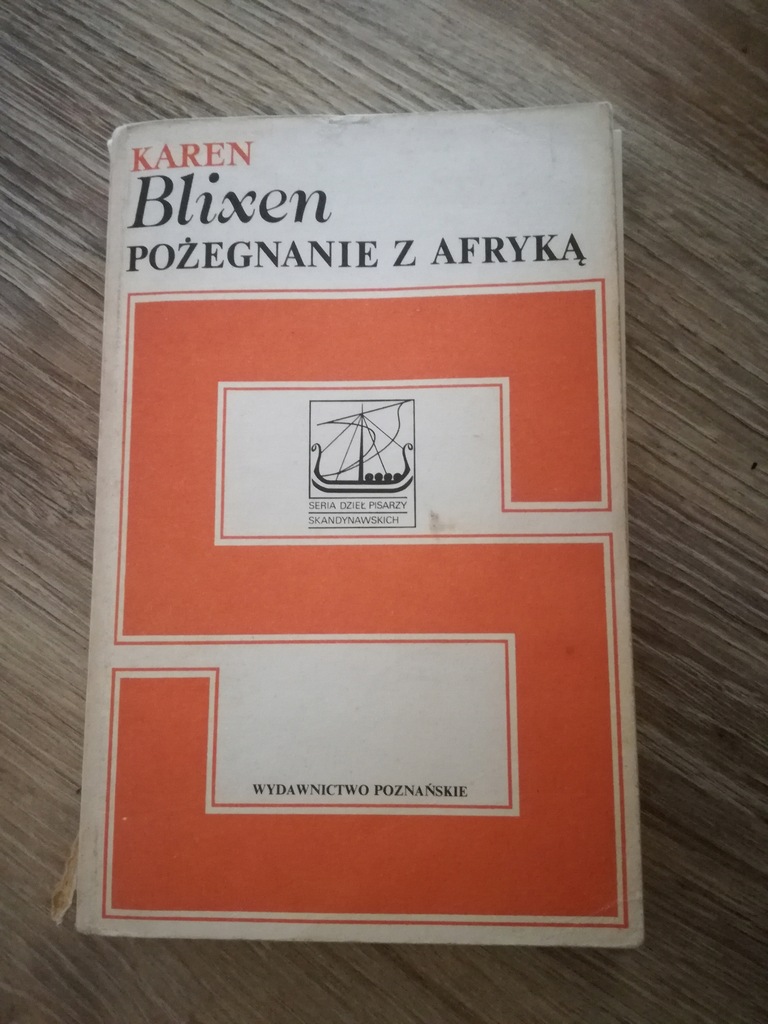 KAREN
Blixen
POŻEGNANIE Z AFRYKĄ
SERIA DZIEŁ PISARZY
SKANDYNAWSKICH
WYDAWNICTWO POZNAŃSKIE